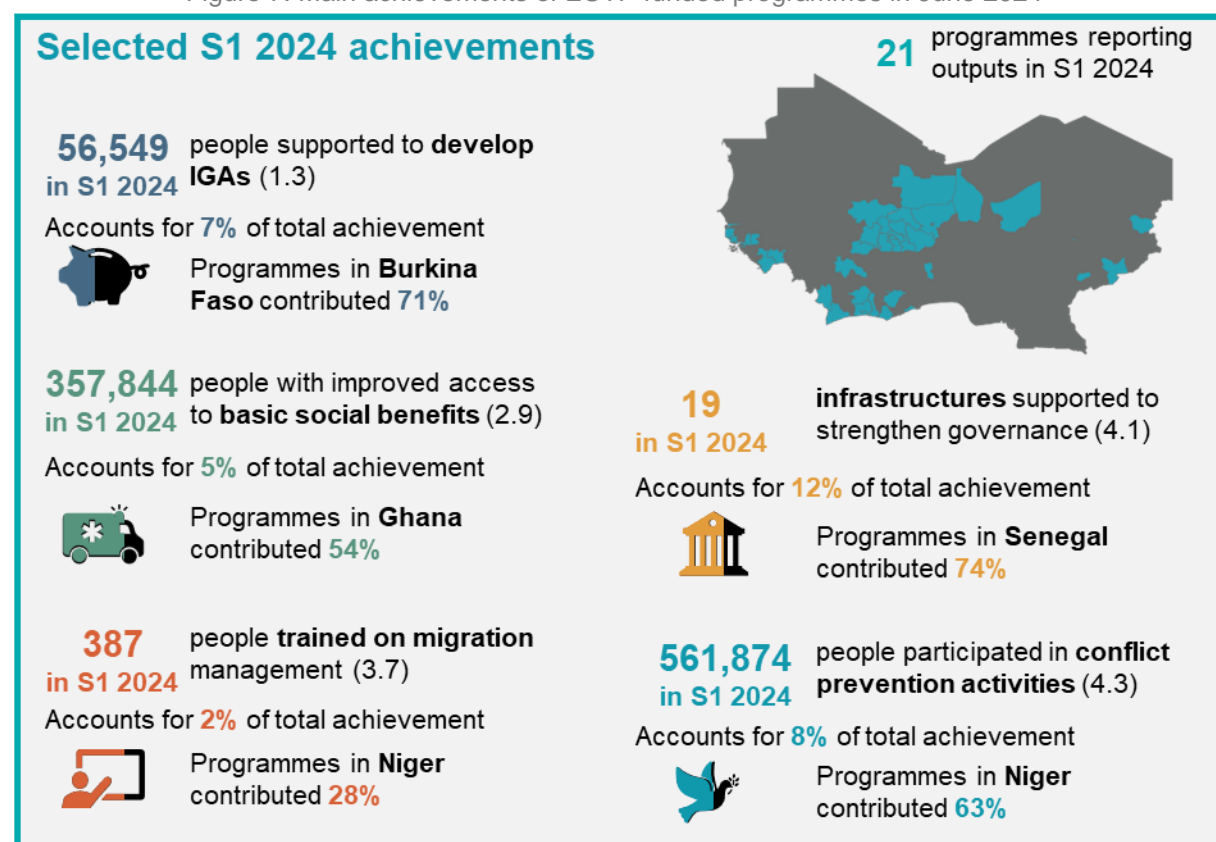 Selected S1 2024 achievements
21
programmes reporting
outputs in S1 2024
56,549
in S1 2024
people supported to develop
IGAs (1.3)
Accounts for 7% of total achievement
Programmes in Burkina
Faso contributed 71%
357,844
in S1 2024
people with improved access
to basic social benefits (2.9)
Accounts for 5% of total achievement
Programmes in Ghana
contributed 54%
19
in S1 2024
infrastructures supported to
strengthen governance (4.1)
Accounts for 12% of total achievement
Programmes in Senegal
contributed 74%
387
in S1 2024
people trained on migration
management (3.7)
Accounts for 2% of total achievement
Programmes in Niger
contributed 28%
561,874
in S1 2024
people participated in conflict
prevention activities (4.3)
Accounts for 8% of total achievement
Programmes in Niger
contributed 63%